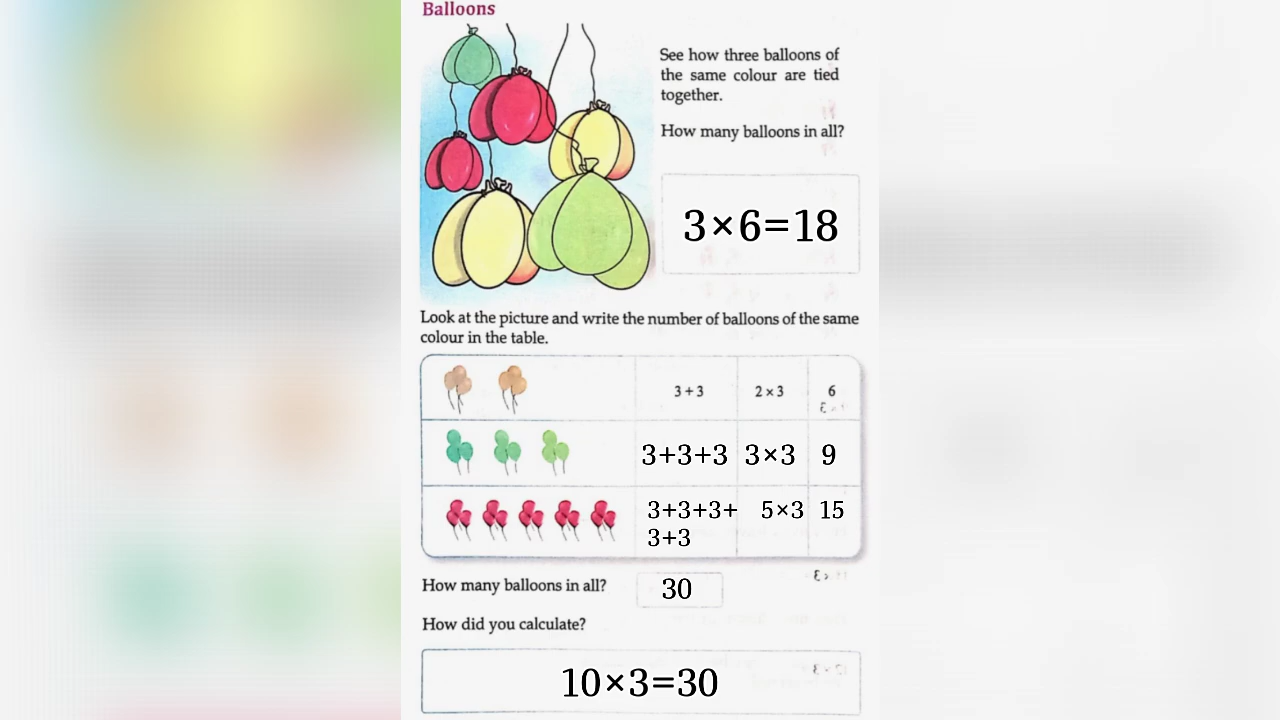 Balloons
See how three balloons of
the same colour are tied
together.
How many balloons in all?
3×6=18
Look at the picture and write the number of balloons of the same
colour in the table.
3+3 2×3 6
3+3+3 3×3 9
3+3+3+ 5×3 15
3+3
How many balloons in all? 30
How did you calculate?
10×3=30